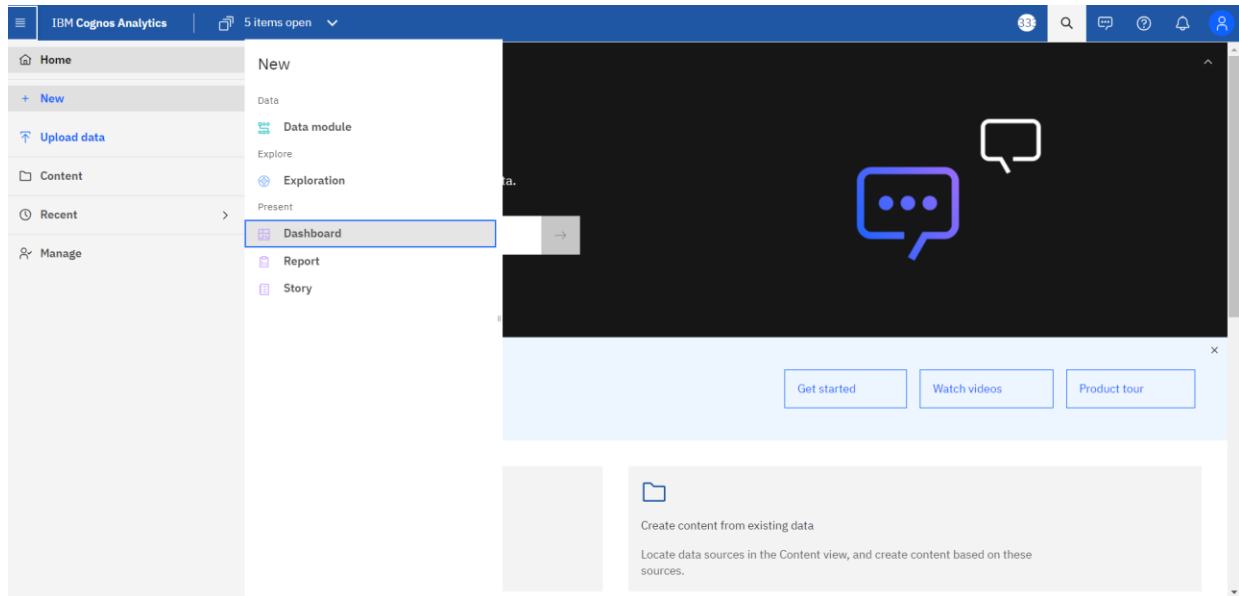 IBM Cognos Analytics
5 items open
Home
New
Upload data
Content
Recent
Manage
New
Data
Data module
Explore
Exploration
Present
Dashboard
Report
Story
ta.
Get started
Watch videos
Product tour
Create content from existing data
Locate data sources in the Content view, and create content based on these
sources.